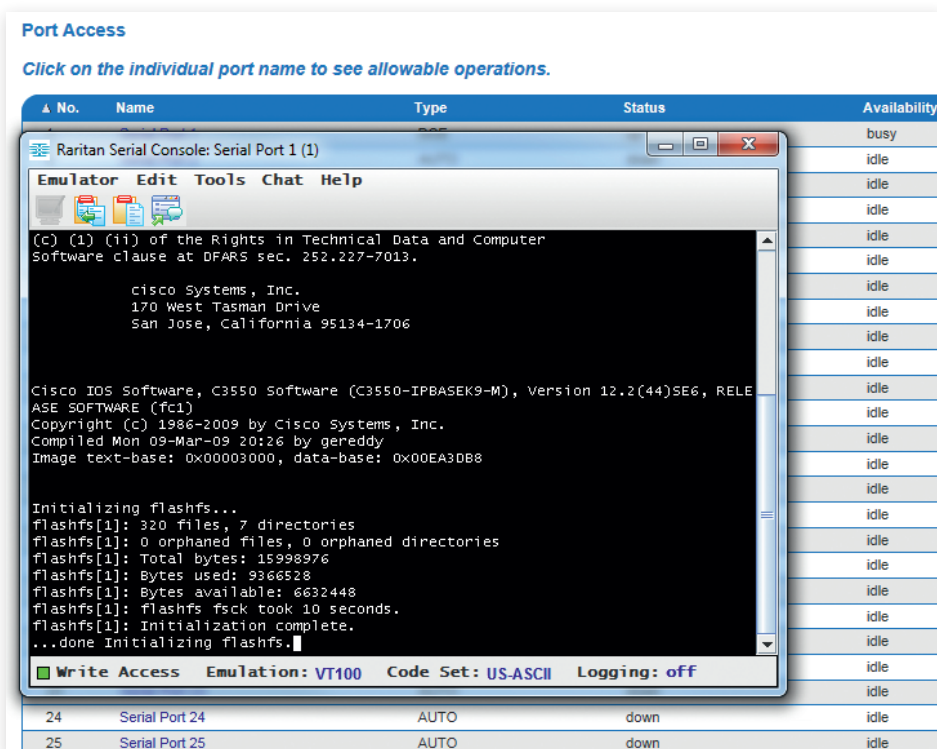 Port Access
Click on the individual port name to see allowable operations.
No. Name Type Status Availability
busy
Raritan Serial Console: Serial Port 1 (1)
idle
Emulator Edit Tools Chat Help
idle
idle
(c) (1) (ii) of the Rights in Technical Data and Computer
idle
Software clause at DFARS sec. 252.227-7013.
idle
cisco Systems, Inc.
idle
170 West Tasman Drive
idle
San Jose, California 95134-1706
idle
idle
Cisco IOS Software, C3550 Software (C3550-IPBASEK9-M), Version 12.2(44)SE6, RELE
idle
ASE SOFTWARE (fc1)
idle
Copyright (c) 1986-2009 by Cisco Systems, Inc.
Compiled Mon 09-Mar-09 20:26 by gereddy
idle
Image text-base: 0x00003000, data-base: 0x00EA3DB8
idle
idle
Initializing flashfs...
idle
flashfs[1]: 320 files, 7 directories
flashfs[1]: 0 orphaned files, 0 orphaned directories
idle
flashfs[1]: Total bytes: 15998976
idle
flashfs[1]: Bytes used: 9366528
flashfs[1]: Bytes available: 6632448
idle
flashfs[1]: flashfs fsck took 10 seconds.
idle
flashfs[1]: Initialization complete.
...done Initializing flashfs.
idle
Write Access Emulation: VT100 Code Set: US-ASCII Logging: off
idle
idle
24 Serial Port 24 AUTO down idle
25 Serial Port 25 AUTO down idle